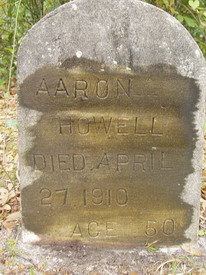 AARON
HOWELL
DIED APRIL
27, 1910
AGE 50